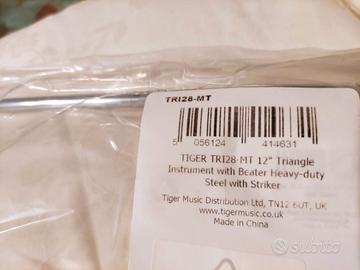 TRI28-MT
5 056124 414631
TIGER TRI28-MT 12" Triangle
Instrument with Beater Heavy-duty
Steel with Striker
Tiger Music Distribution Ltd, TN12 6UT, UK
www.tigermusic.co.uk
Made in China
subito